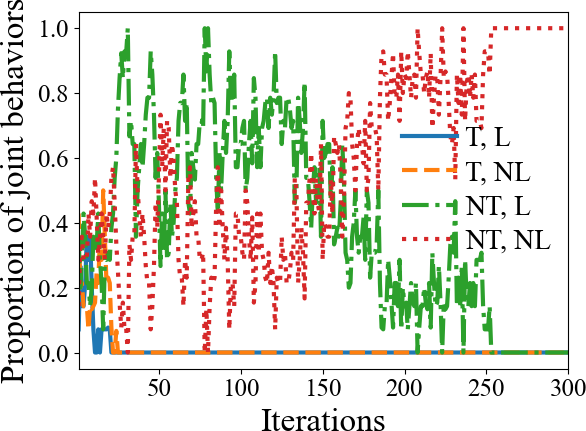 Proportion of joint behaviors
1.0
0.8
0.6
0.4
0.2
0.0
T, L
T, NL
NT, L
NT, NL
50 100 150 200 250 300
Iterations